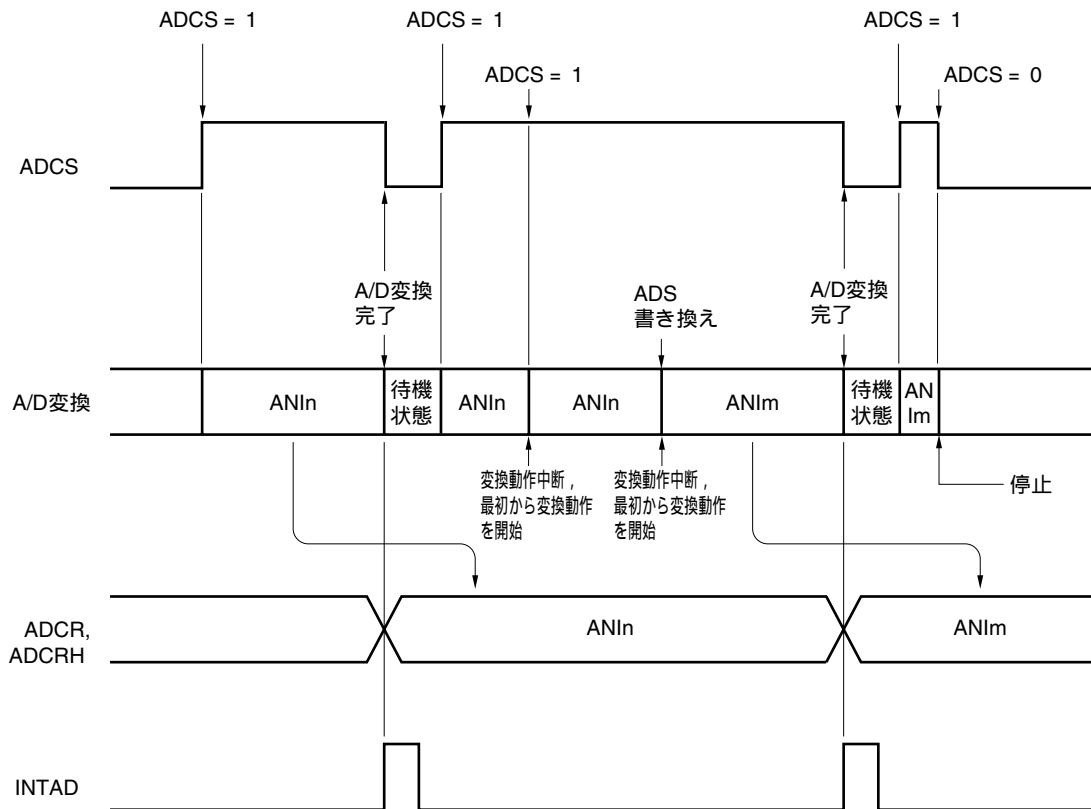 ADCS = 1
ADCS = 1
ADCS = 1
ADCS = 1
ADCS = 0
ADCS
A/D変換
完了
ADS
書き換え
A/D変換
完了
A/D変換
ANIn
待機
状態
ANIn
ANIn
ANIm
待機
状態
AN
Im
変換動作中断,
最初から変換動作
を開始
変換動作中断,
最初から変換動作
を開始
停止
ADCR,
ADCRH
ANIn
ANIm
INTAD